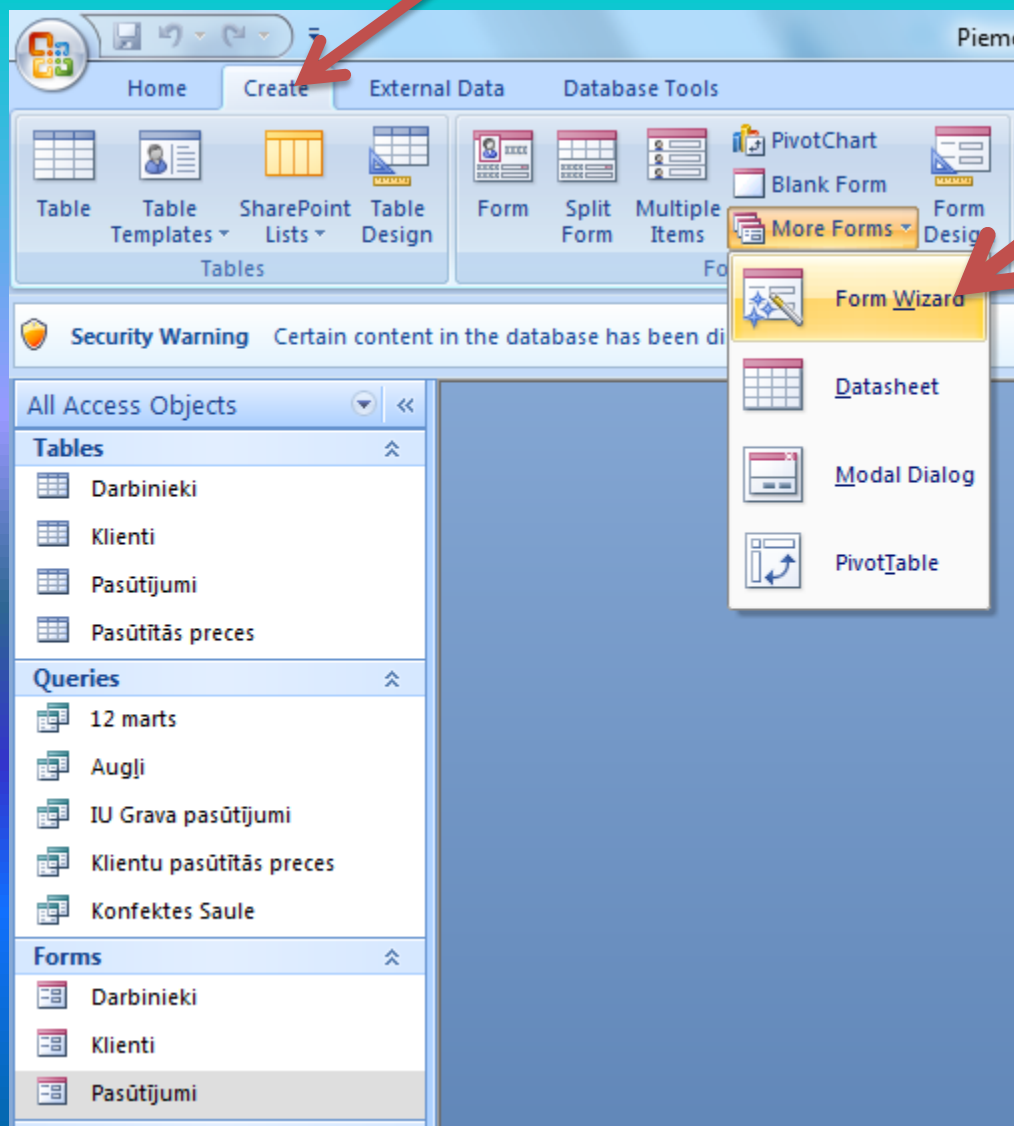 Piem
Home Create External Data Database Tools
Table Table Templates SharePoint Lists Table Design Form Split Form Multiple Items PivotChart Blank Form More Forms Form Design
Tables Fo
Form Wizard
Datasheet
Modal Dialog
PivotTable
Security Warning Certain content in the database has been di
All Access Objects
Tables
Darbinieki
Klienti
Pasūtījumi
Pasūtītās preces
Queries
12 marts
Augļi
IU Grava pasūtījumi
Klientu pasūtītās preces
Konfektes Saule
Forms
Darbinieki
Klienti
Pasūtījumi